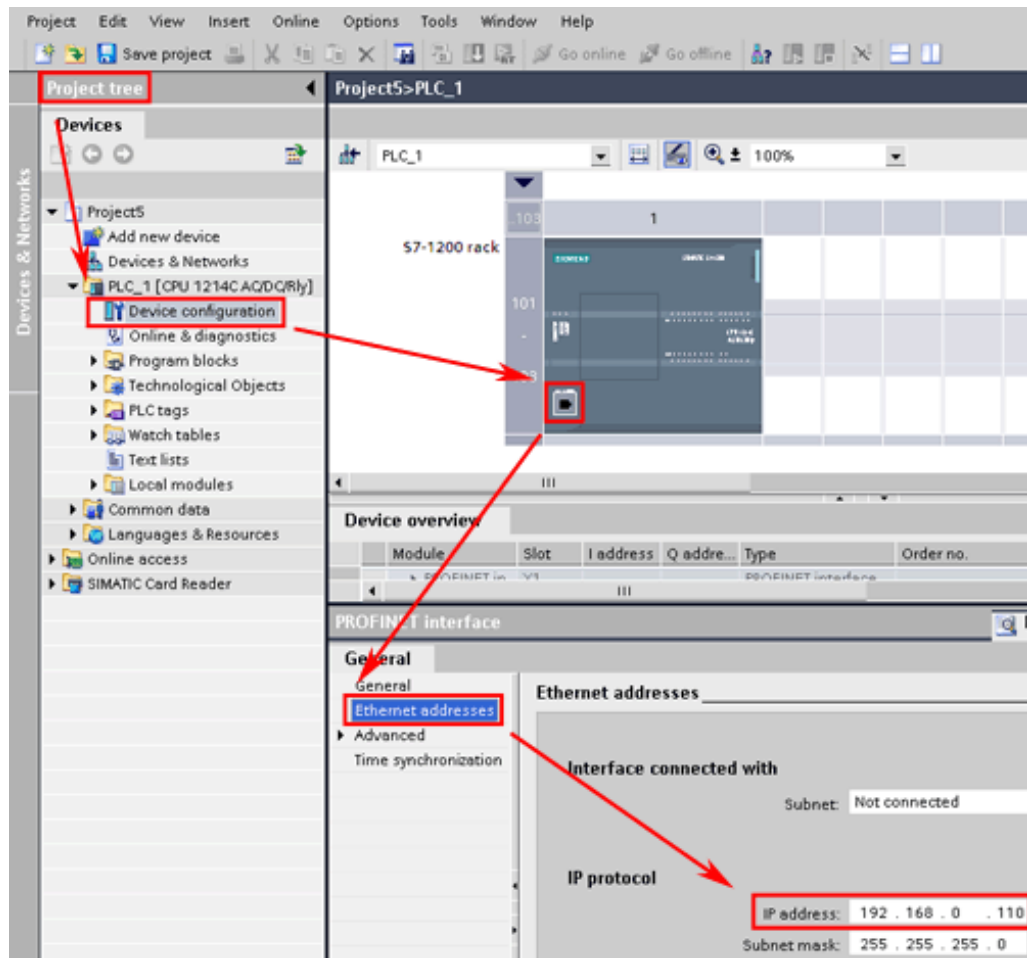 Project Edit View Insert Online Options Tools Window Help
Save project Go online Go offline
Project tree
Project5>PLC_1
Devices
PLC_1 100%
Devices & Networks
Project5
Add new device
Devices & Networks
PLC_1 [CPU 1214C AC/DC/Rly]
Device configuration
Online & diagnostics
Program blocks
Technological Objects
PLC tags
Watch tables
Text lists
Local modules
Common data
Languages & Resources
Online access
SIMATIC Card Reader
103 1
S7-1200 rack
SIEMENS
101
-
Device overview
Module Slot I address Q addre... Type Order no.
PROFINET in X1 PROFINET interface
PROFINET interface
General
General
Ethernet addresses
Advanced
Time synchronization
Ethernet addresses
Interface connected with
Subnet: Not connected
IP protocol
IP address: 192 . 168 . 0 . 110
Subnet mask: 255 . 255 . 255 . 0